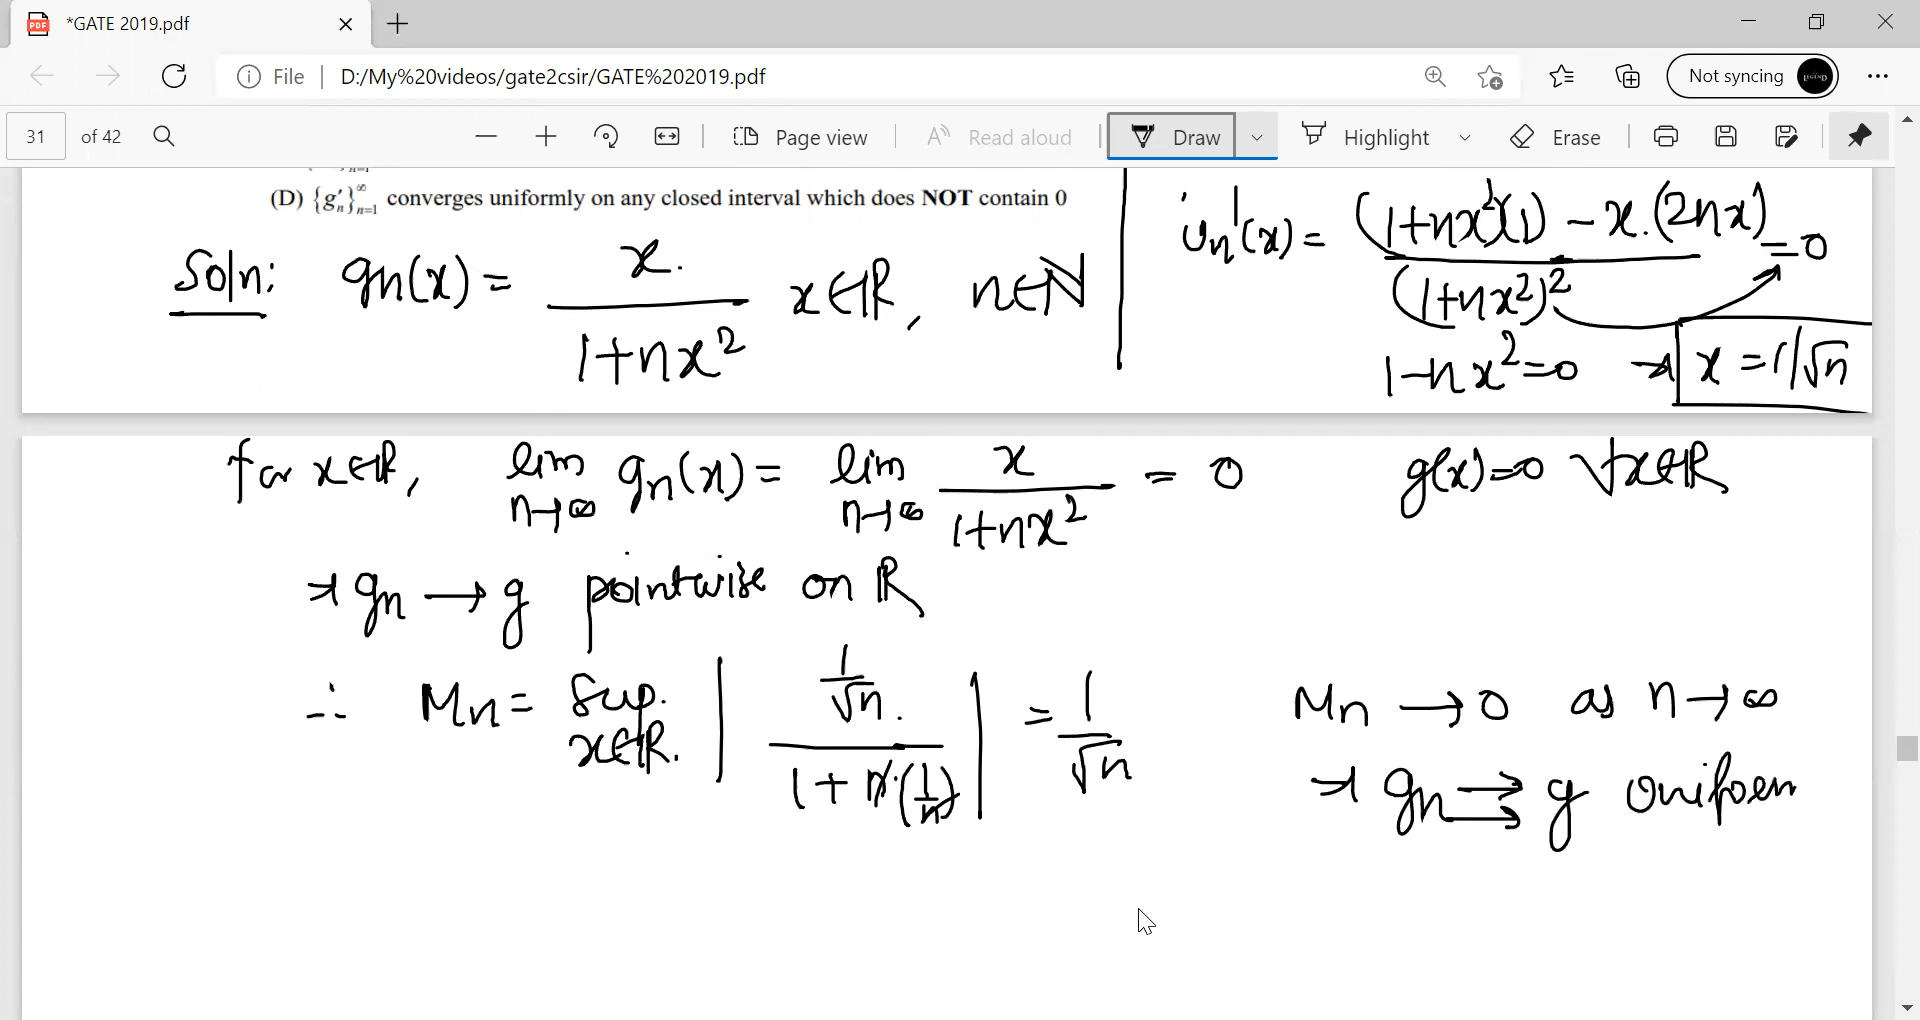 *GATE 2019.pdf
File | D:/My%20videos/gate2csir/GATE%202019.pdf
Not syncing
31 of 42
Page view
Read aloud
Draw
Highlight
Erase
(D) {g'ₙ}∞ₙ₌₁ converges uniformly on any closed interval which does NOT contain 0
Soln: gn(x) = x / (1+nx²) x∈ℝ, n∈ℕ
un'(x) = ((1+nx²)(1) − x.(2nx)) / (1+nx²)² = 0
1−nx²=0 → x = 1/√n
for x∈ℝ, lim n→∞ gn(x) = lim n→∞ x / (1+nx²) = 0 g(x)=0 ∀x∈ℝ
→ gn → g pointwise on ℝ
∴ Mn = Sup. x∈ℝ. | (1/√n) / (1+n.(1/n)) | = 1/√n
Mn → 0 as n→∞
→ gn ⇉ g uniform